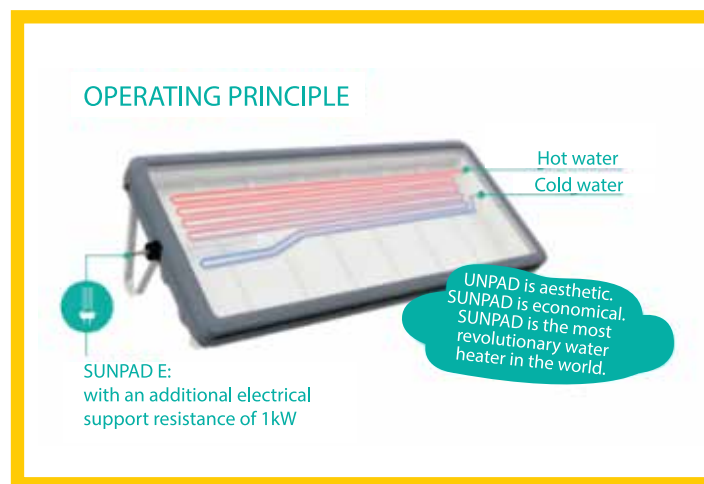 OPERATING PRINCIPLE
Hot water
Cold water
UNPAD is aesthetic.
SUNPAD is economical.
SUNPAD is the most
revolutionary water
heater in the world.
SUNPAD E:
with an additional electrical
support resistance of 1kW